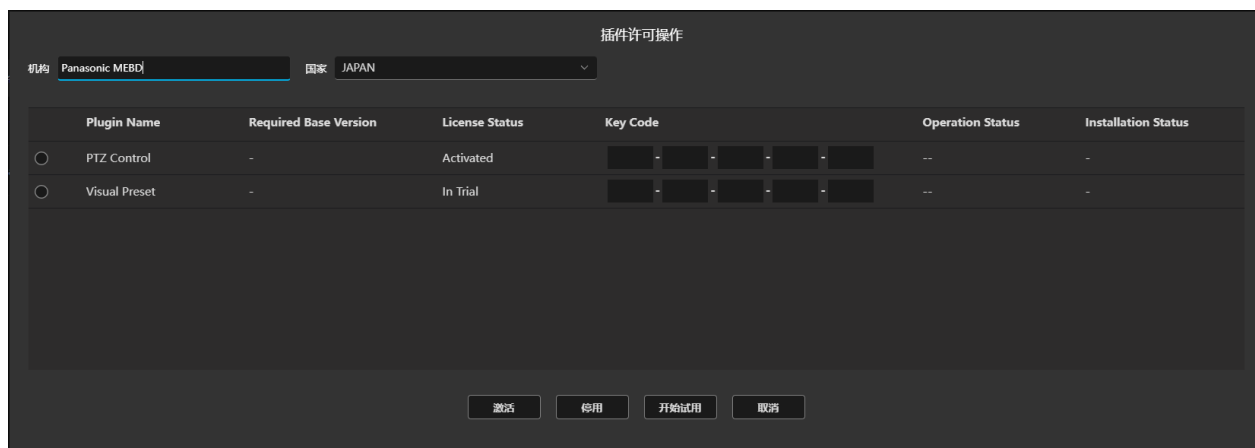 插件许可操作
机构 Panasonic MEBD 国家 JAPAN
Plugin Name Required Base Version License Status Key Code Operation Status Installation Status
PTZ Control - Activated - - - - -- -
Visual Preset - In Trial - - - - -- -
激活 停用 开始试用 取消